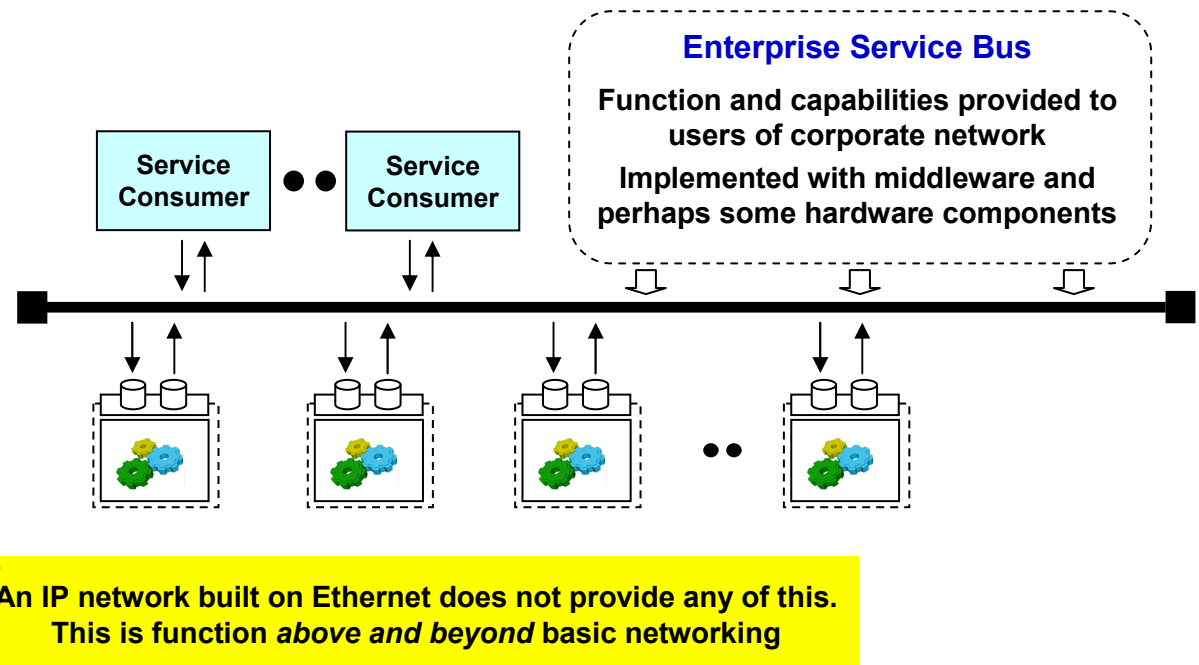 Enterprise Service Bus
Function and capabilities provided to
users of corporate network
Implemented with middleware and
perhaps some hardware components
Service
Consumer
Service
Consumer
An IP network built on Ethernet does not provide any of this.
This is function above and beyond basic networking